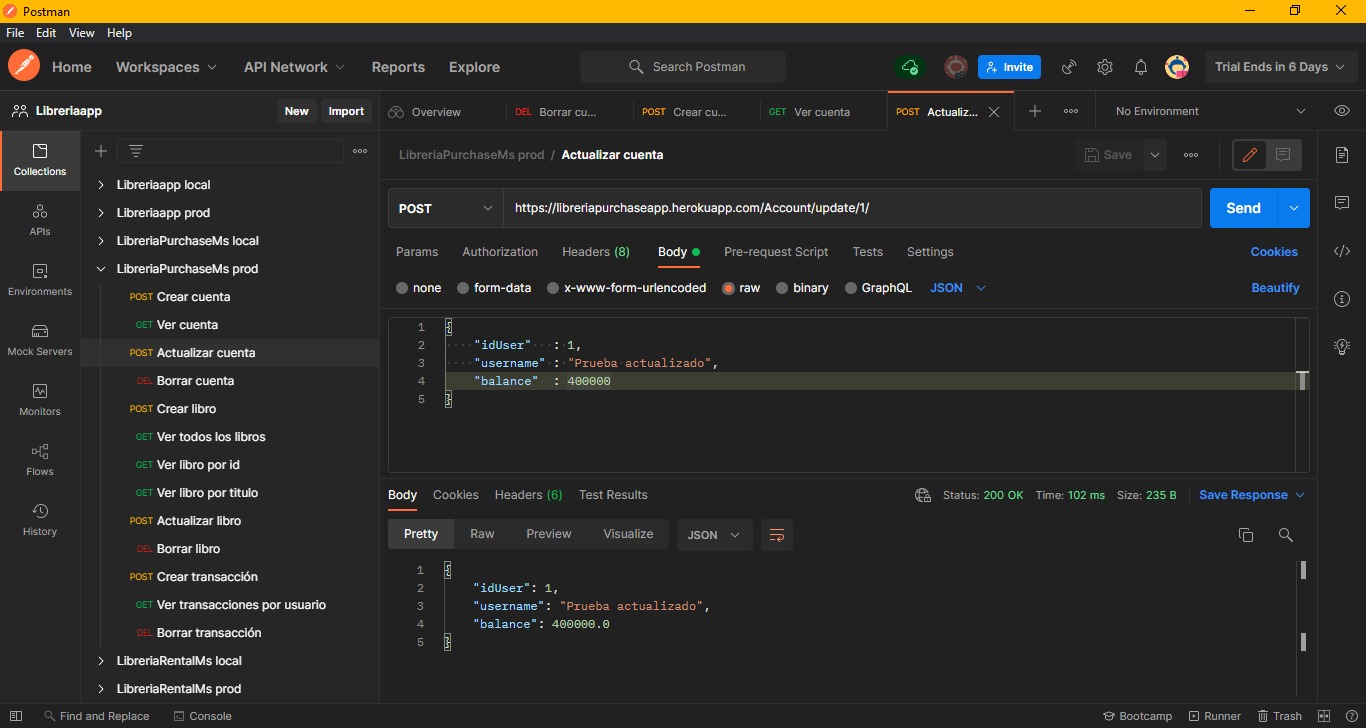 Postman
File Edit View Help
Home Workspaces API Network Reports Explore Search Postman Invite Trial Ends in 6 Days
Libreriaapp New Import Overview DEL Borrar cu... POST Crear cu... GET Ver cuenta POST Actualiz... No Environment
Collections
APIs
Environments
Mock Servers
Monitors
Flows
History
Libreriaapp local
Libreriaapp prod
LibreriaPurchaseMs local
LibreriaPurchaseMs prod
POST Crear cuenta
GET Ver cuenta
POST Actualizar cuenta
DEL Borrar cuenta
POST Crear libro
GET Ver todos los libros
GET Ver libro por id
GET Ver libro por titulo
POST Actualizar libro
DEL Borrar libro
POST Crear transacción
GET Ver transacciones por usuario
DEL Borrar transacción
LibreriaRentalMs local
LibreriaRentalMs prod
LibreriaPurchaseMs prod / Actualizar cuenta Save
POST https://libreriapurchaseapp.herokuapp.com/Account/update/1/ Send
Params Authorization Headers (8) Body Pre-request Script Tests Settings Cookies
none form-data x-www-form-urlencoded raw binary GraphQL JSON Beautify
1 {
2 "idUser" : 1,
3 "username" : "Prueba actualizado",
4 "balance" : 400000
5 }
Body Cookies Headers (6) Test Results Status: 200 OK Time: 102 ms Size: 235 B Save Response
Pretty Raw Preview Visualize JSON
1 {
2 "idUser": 1,
3 "username": "Prueba actualizado",
4 "balance": 400000.0
5 }
Find and Replace Console Bootcamp Runner Trash